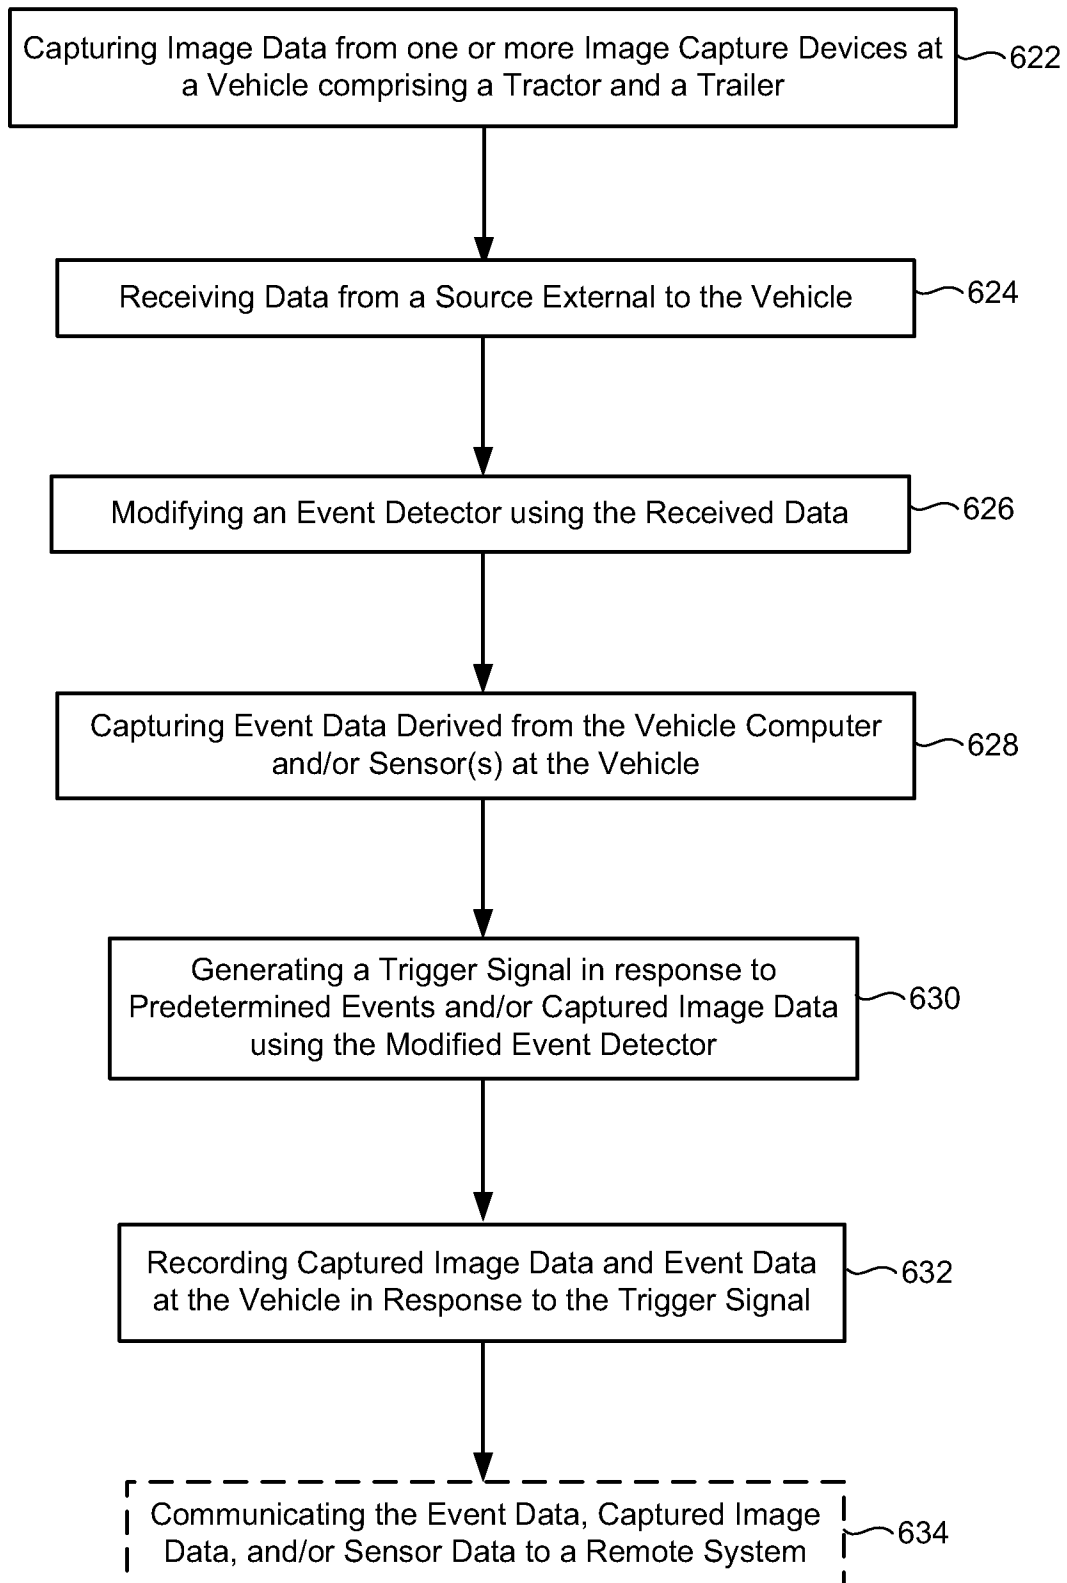 Capturing Image Data from one or more Image Capture Devices at
a Vehicle comprising a Tractor and a Trailer
622
Receiving Data from a Source External to the Vehicle
624
Modifying an Event Detector using the Received Data
626
Capturing Event Data Derived from the Vehicle Computer
and/or Sensor(s) at the Vehicle
628
Generating a Trigger Signal in response to
Predetermined Events and/or Captured Image Data
using the Modified Event Detector
630
Recording Captured Image Data and Event Data
at the Vehicle in Response to the Trigger Signal
632
Communicating the Event Data, Captured Image
Data, and/or Sensor Data to a Remote System
634